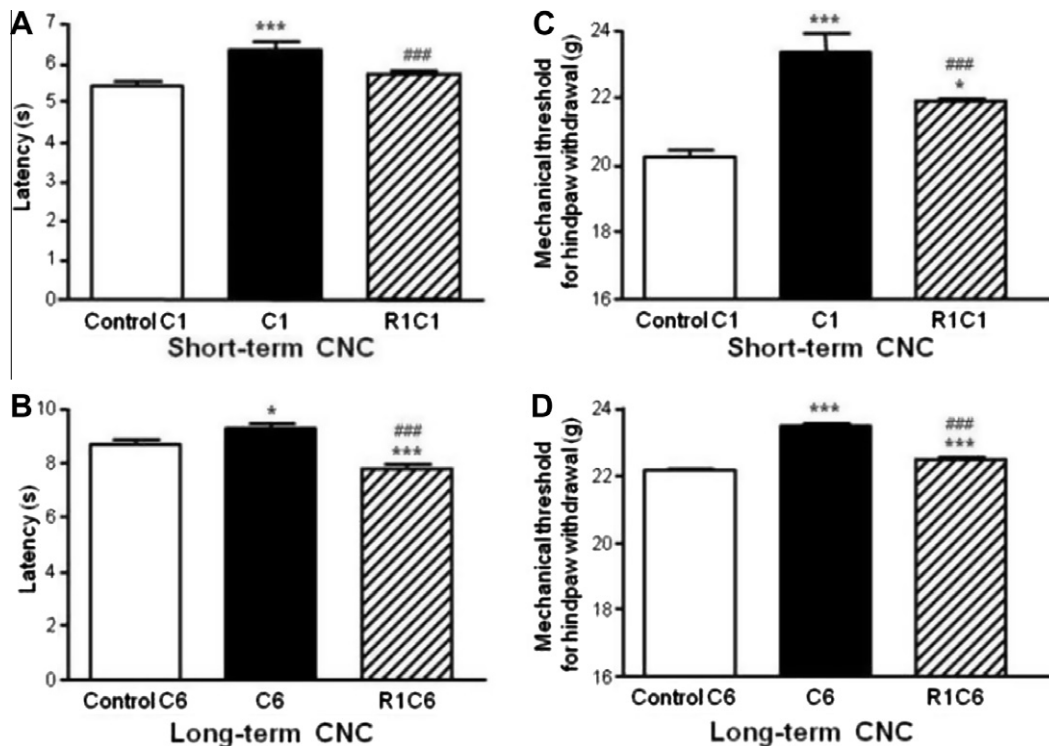 A
Latency (s)
7
6
5
4
3
2
1
0
***
###
Control C1 C1 R1C1
Short-term CNC
C
Mechanical threshold
for hindpaw withdrawal (g)
24
22
20
18
16
***
###
*
Control C1 C1 R1C1
Short-term CNC
B
Latency (s)
10
8
6
4
2
0
*
###
***
Control C6 C6 R1C6
Long-term CNC
D
Mechanical threshold
for hindpaw withdrawal (g)
24
22
20
18
16
***
###
***
Control C6 C6 R1C6
Long-term CNC